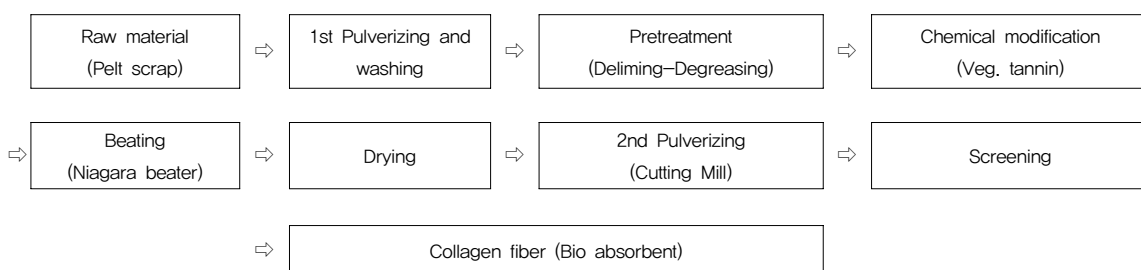 Raw material
(Pelt scrap)
⇨
1st Pulverizing and
washing
⇨
Pretreatment
(Deliming-Degreasing)
⇨
Chemical modification
(Veg. tannin)
⇨
Beating
(Niagara beater)
⇨
Drying
⇨
2nd Pulverizing
(Cutting Mill)
⇨
Screening
⇨
Collagen fiber (Bio absorbent)